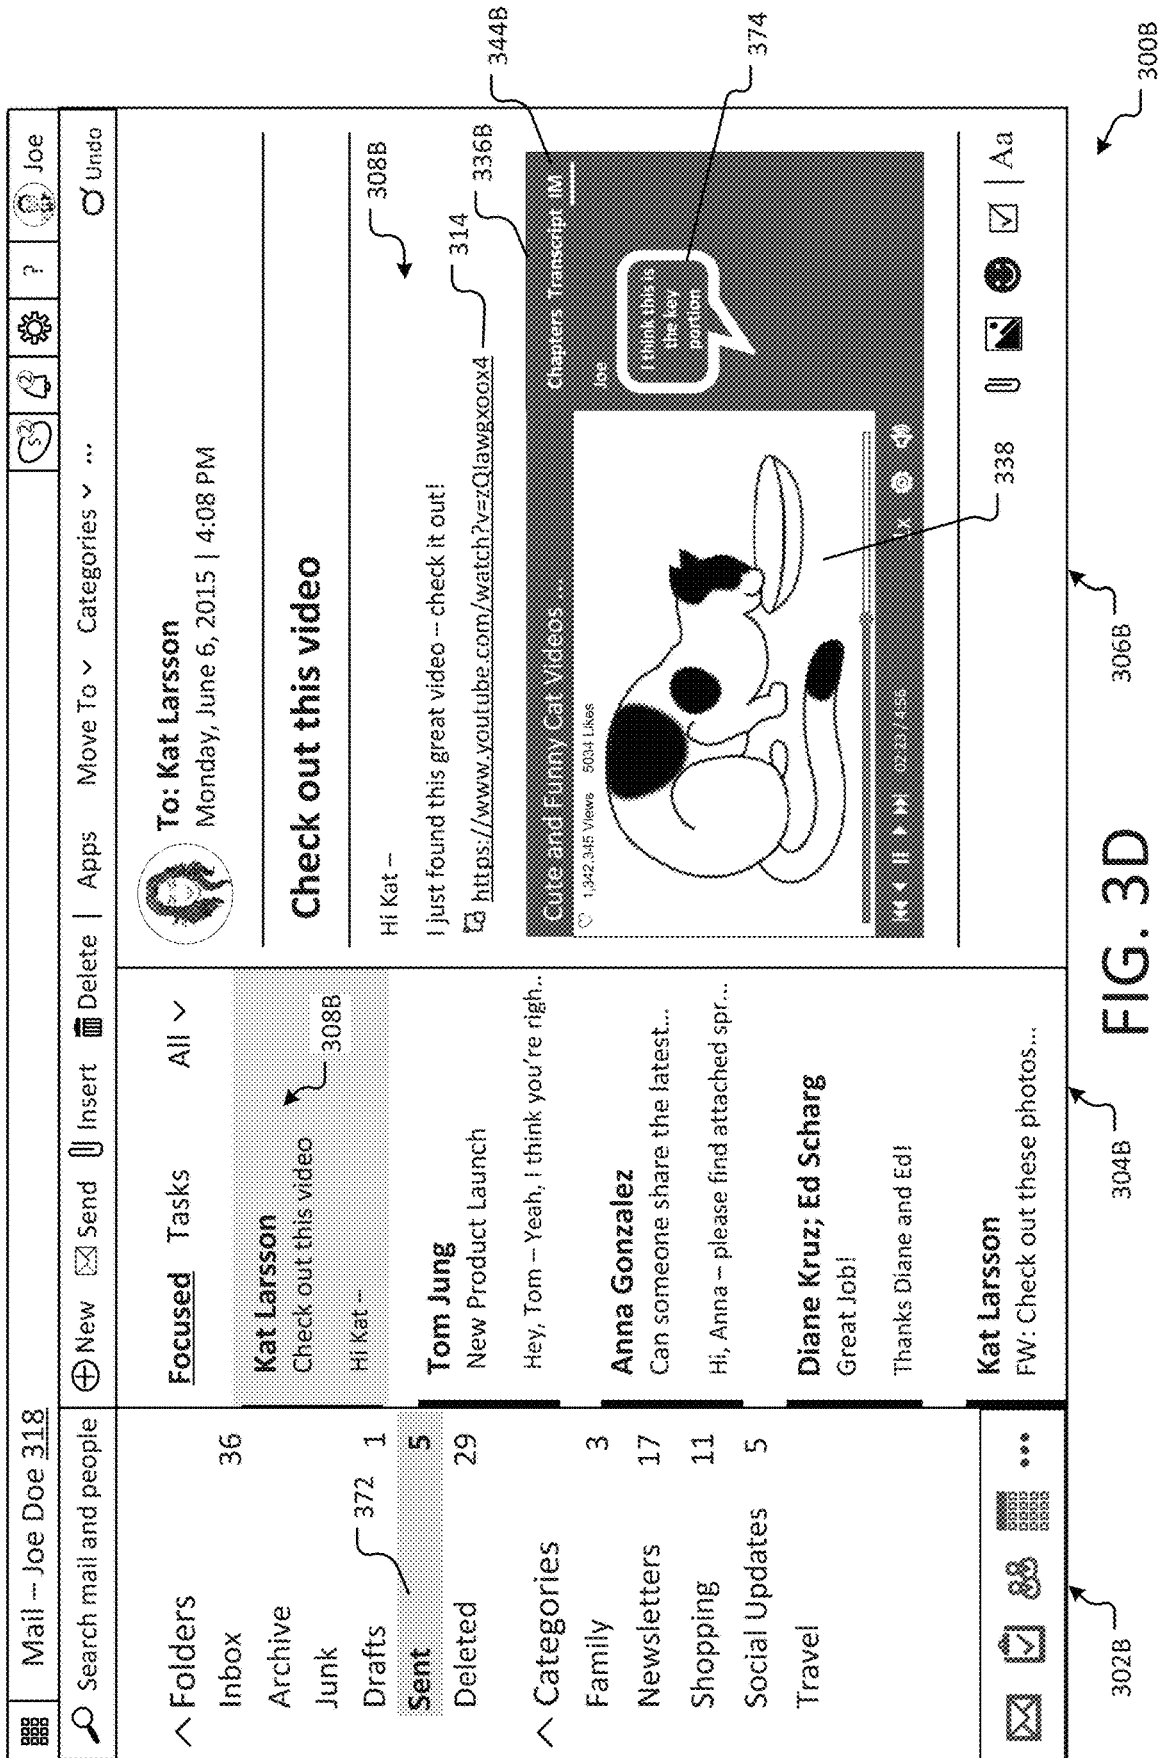 Mail – Joe Doe 318
S 2
2
?
Joe
Search mail and people
New
Send
Insert
Delete | Apps
Move To
Categories
...
Undo
Folders
Inbox 36
Archive
Junk
Drafts 1
Sent 5
Deleted 29
372
Categories
Family 3
Newsletters 17
Shopping 11
Social Updates 5
Travel
302B
Focused
Tasks
All
Kat Larsson
Check out this video
Hi Kat –
308B
Tom Jung
New Product Launch
Hey, Tom – Yeah, I think you're righ..
Anna Gonzalez
Can someone share the latest...
Hi, Anna – please find attached spr...
Diane Kruz; Ed Scharg
Great Job!
Thanks Diane and Ed!
Kat Larsson
FW: Check out these photos...
304B
To: Kat Larsson
Monday, June 6, 2015 | 4:08 PM
Check out this video
308B
Hi Kat –
I just found this great video – check it out!
https://www.youtube.com/watch?v=zQlawgxoox4
314
336B
344B
Cute and Funny Cat Videos ...
Chapters Transcript IM
1,342,345 Views 5034 Likes
Joe
I think this is
the key
portion
374
X
338
| Aa
306B
300B
FIG. 3D